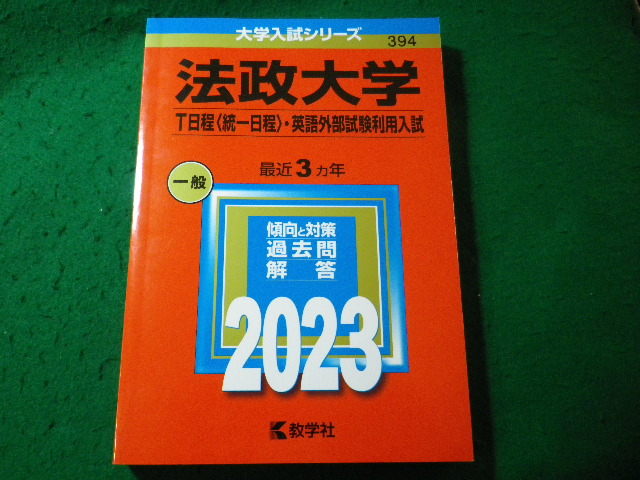 大学入試シリーズ
394
法政大学
T日程〈統一日程〉・英語外部試験利用入試
最近3カ年
一般
傾向と対策
過去問
解答
2023
教学社